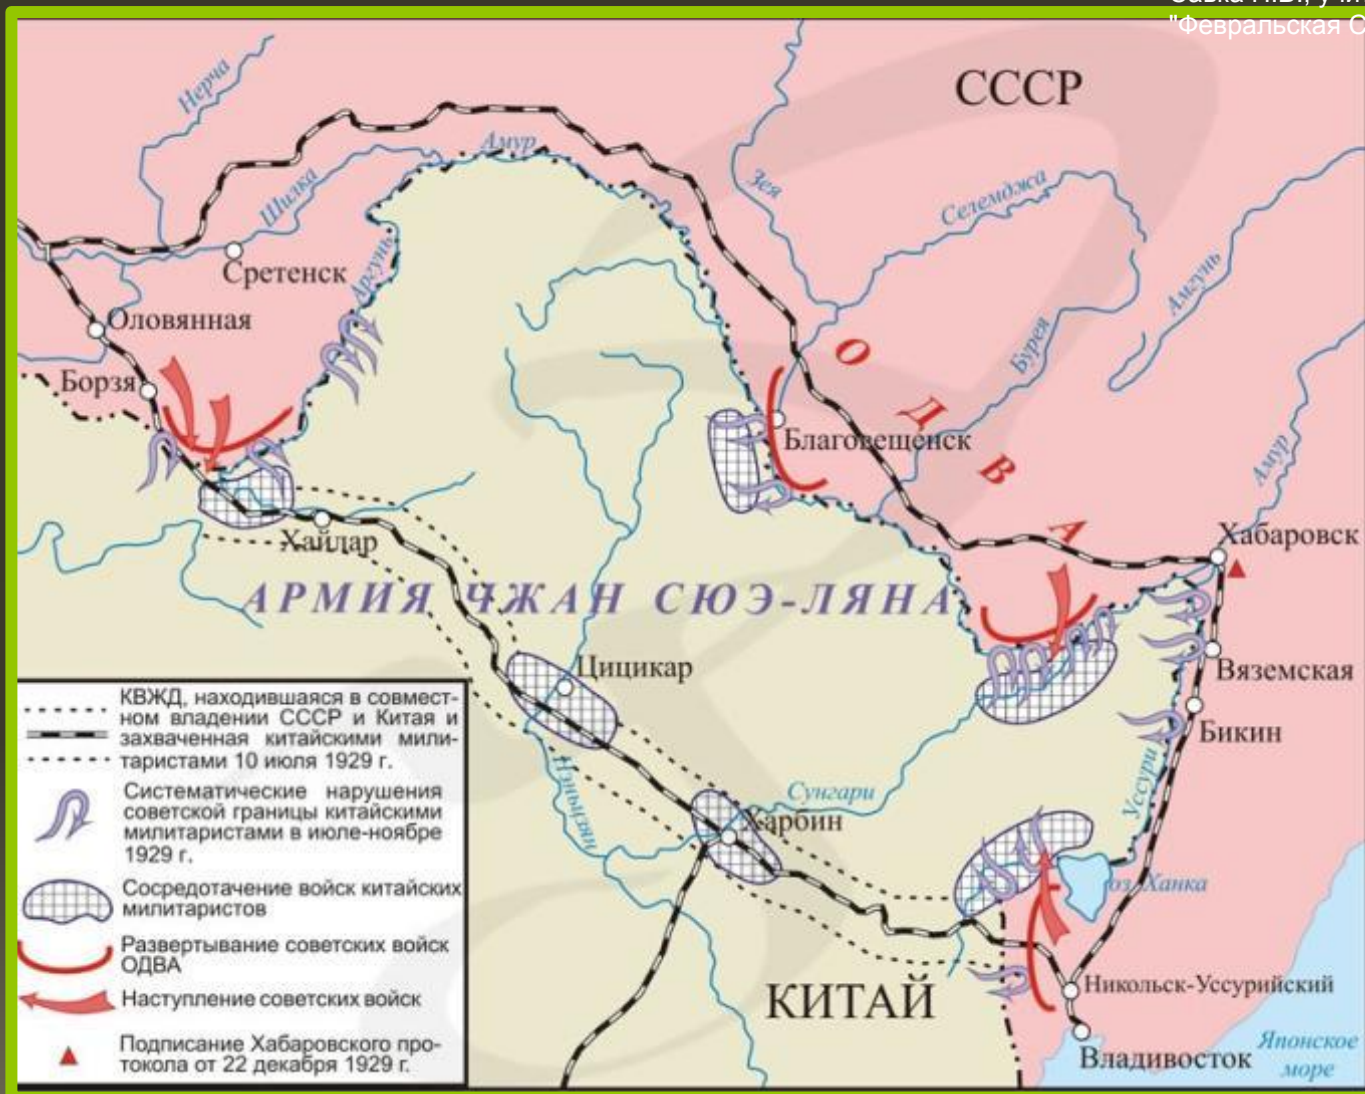 "Февральская С
СССР
Нерча
Амур
Шилка
Зея
Селемджа
Сретенск
Аргунь
Амгунь
Оловянная
Бурея
Борзя
Благовещенск
О Д В А
Амур
Хабаровск
Хайлар
АРМИЯ ЧЖАН СЮЭ-ЛЯНА
Цицикар
Вяземская
Бикин
Уссури
Нэньцзян
Сунгари
Харбин
оз. Ханка
КИТАЙ
Никольск-Уссурийский
Владивосток
Японское
море
КВЖД, находившаяся в совмест-
ном владении СССР и Китая и
захваченная китайскими мили-
таристами 10 июля 1929 г.
Систематические нарушения
советской границы китайскими
милитаристами в июле-ноябре
1929 г.
Сосредотачение войск китайских
милитаристов
Развертывание советских войск
ОДВА
Наступление советских войск
Подписание Хабаровского про-
токола от 22 декабря 1929 г.